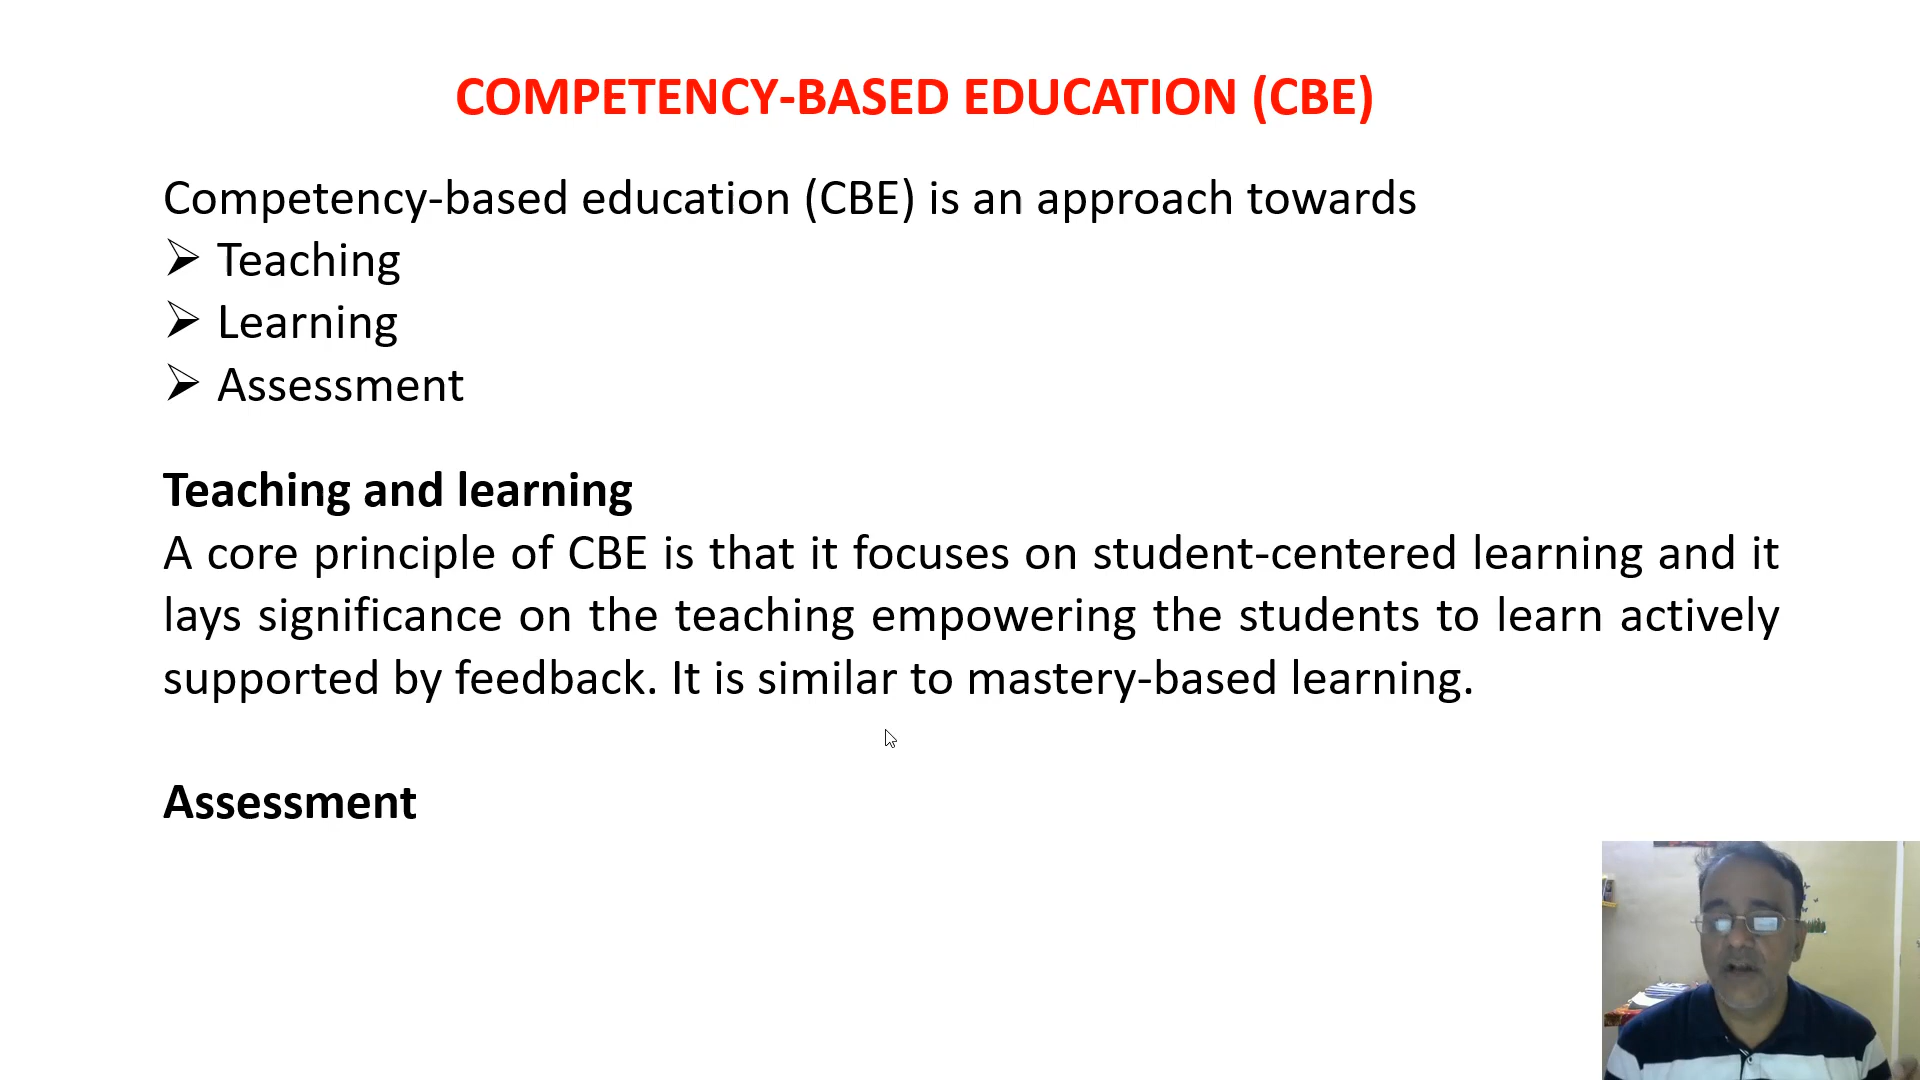 COMPETENCY-BASED EDUCATION (CBE)
Competency-based education (CBE) is an approach towards
Teaching
Learning
Assessment
Teaching and learning
A core principle of CBE is that it focuses on student-centered learning and it
lays significance on the teaching empowering the students to learn actively
supported by feedback. It is similar to mastery-based learning.
Assessment